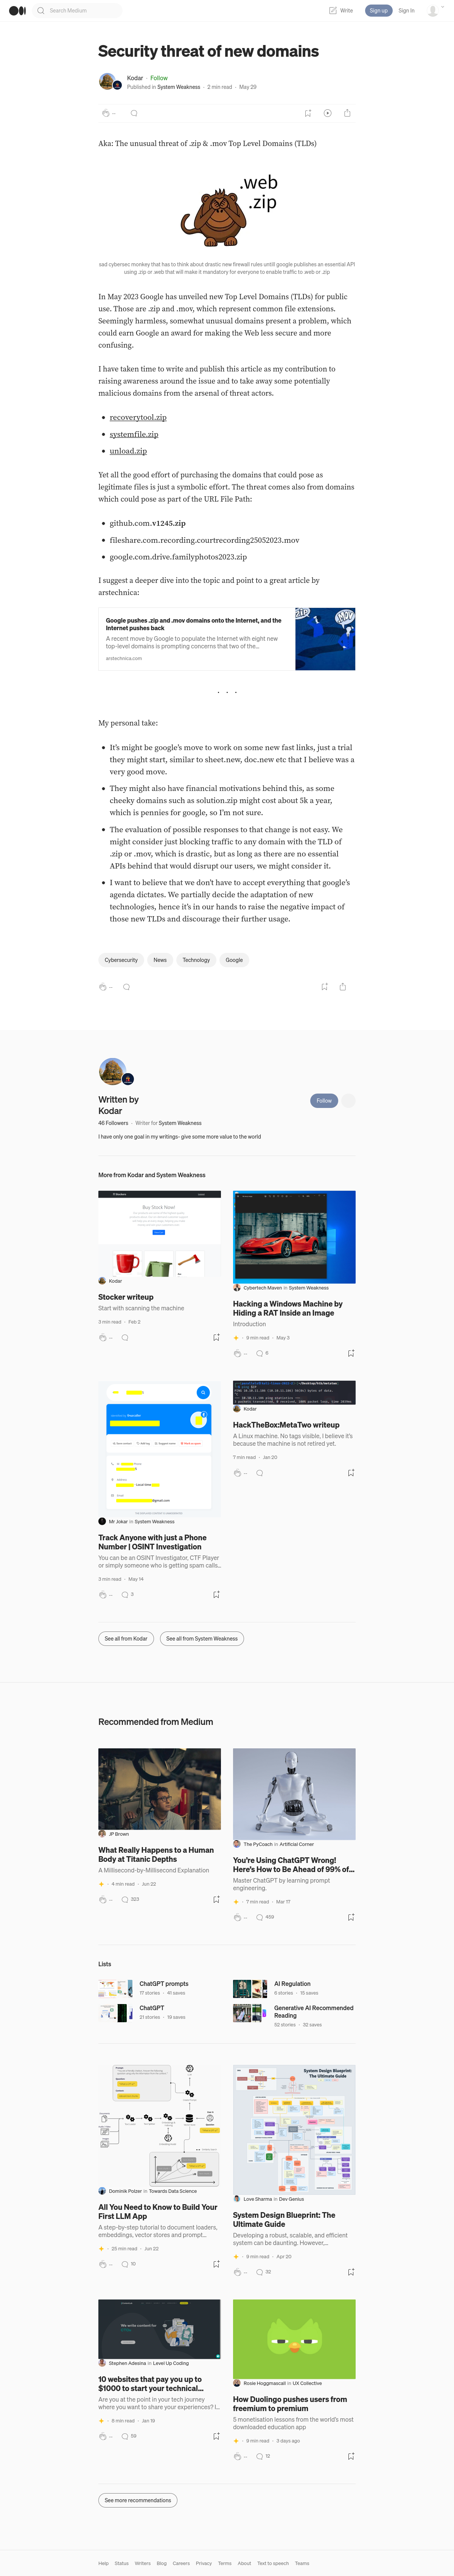 Search Medium
Write
Sign up
Sign In
Security threat of new domains
Kodar · Follow
Published in System Weakness · 2 min read · May 29
--
Aka: The unusual threat of .zip & .mov Top Level Domains (TLDs)
.web
.zip
sad cybersec monkey that has to think about drastic new firewall rules untill google publishes an essential API
using .zip or .web that will make it mandatory for everyone to enable traffic to .web or .zip
In May 2023 Google has unveiled new Top Level Domains (TLDs) for public
use. Those are .zip and .mov, which represent common file extensions.
Seemingly harmless, somewhat unusual domains present a problem, which
could earn Google an award for making the Web less secure and more
confusing.
I have taken time to write and publish this article as my contribution to
raising awareness around the issue and to take away some potentially
malicious domains from the arsenal of threat actors.
• recoverytool.zip
• systemfile.zip
• unload.zip
Yet all the good effort of purchasing the domains that could pose as
legitimate files is just a symbolic effort. The threat comes also from domains
which could pose as part of the URL File Path:
• github.com.v1245.zip
• fileshare.com.recording.courtrecording25052023.mov
• google.com.drive.familyphotos2023.zip
I suggest a deeper dive into the topic and point to a great article by
arstechnica:
Google pushes .zip and .mov domains onto the Internet, and the
Internet pushes back
A recent move by Google to populate the Internet with eight new
top-level domains is prompting concerns that two of the…
arstechnica.com
ZIP
· · ·
My personal take:
• It's might be google's move to work on some new fast links, just a trial
they might start, similar to sheet.new, doc.new etc that I believe was a
very good move.
• They might also have financial motivations behind this, as some
cheeky domains such as solution.zip might cost about 5k a year,
which is pennies for google, so I'm not sure.
• The evaluation of possible responses to that change is not easy. We
might consider just blocking traffic to any domain with the TLD of
.zip or .mov, which is drastic, but as long as there are no essential
APIs behind that would disrupt our users, we might consider it.
• I want to believe that we don't have to accept everything that google's
agenda dictates. We partially decide the adaptation of new
technologies, hence it's in our hands to revise the negative impact of
those new TLDs and discourage their further usage.
Cybersecurity
News
Technology
Google
--
Written by
Kodar
Follow
46 Followers · Writer for System Weakness
I have only one goal in my writings- give some more value to the world
More from Kodar and System Weakness
Buy Stock Now!
Kodar
Stocker writeup
Start with scanning the machine
3 min read · Feb 2
--
Cybertech Maven in System Weakness
Hacking a Windows Machine by
Hiding a RAT Inside an Image
Introduction
9 min read · May 3
--
6
Mr Jokar in System Weakness
Track Anyone with just a Phone
Number | OSINT Investigation
You can be an OSINT Investigator, CTF Player
or simply someone who is getting spam calls…
3 min read · May 14
--
3
Kodar
HackTheBox:MetaTwo writeup
A Linux machine. No tags visible, I believe it's
because the machine is not retired yet.
7 min read · Jan 20
--
See all from Kodar
See all from System Weakness
Recommended from Medium
JP Brown
What Really Happens to a Human
Body at Titanic Depths
A Millisecond-by-Millisecond Explanation
4 min read · Jun 22
--
323
The PyCoach in Artificial Corner
You're Using ChatGPT Wrong!
Here's How to Be Ahead of 99% of…
Master ChatGPT by learning prompt
engineering.
7 min read · Mar 17
--
459
Lists
ChatGPT prompts
17 stories · 41 saves
AI Regulation
6 stories · 15 saves
ChatGPT
21 stories · 19 saves
Generative AI Recommended
Reading
52 stories · 32 saves
Dominik Polzer in Towards Data Science
All You Need to Know to Build Your
First LLM App
A step-by-step tutorial to document loaders,
embeddings, vector stores and prompt…
25 min read · Jun 22
--
10
System Design Blueprint:
The Ultimate Guide
Love Sharma in Dev Genius
System Design Blueprint: The
Ultimate Guide
Developing a robust, scalable, and efficient
system can be daunting. However,…
9 min read · Apr 20
--
32
We write content for
Stephen Adesina in Level Up Coding
10 websites that pay you up to
$1000 to start your technical…
Are you at the point in your tech journey
where you want to share your experiences? I…
6 min read · Jan 19
--
59
Rosie Hoggmascall in UX Collective
How Duolingo pushes users from
freemium to premium
5 monetisation lessons from the world's most
downloaded education app
9 min read · 3 days ago
--
12
See more recommendations
Help
Status
Writers
Blog
Careers
Privacy
Terms
About
Text to speech
Teams